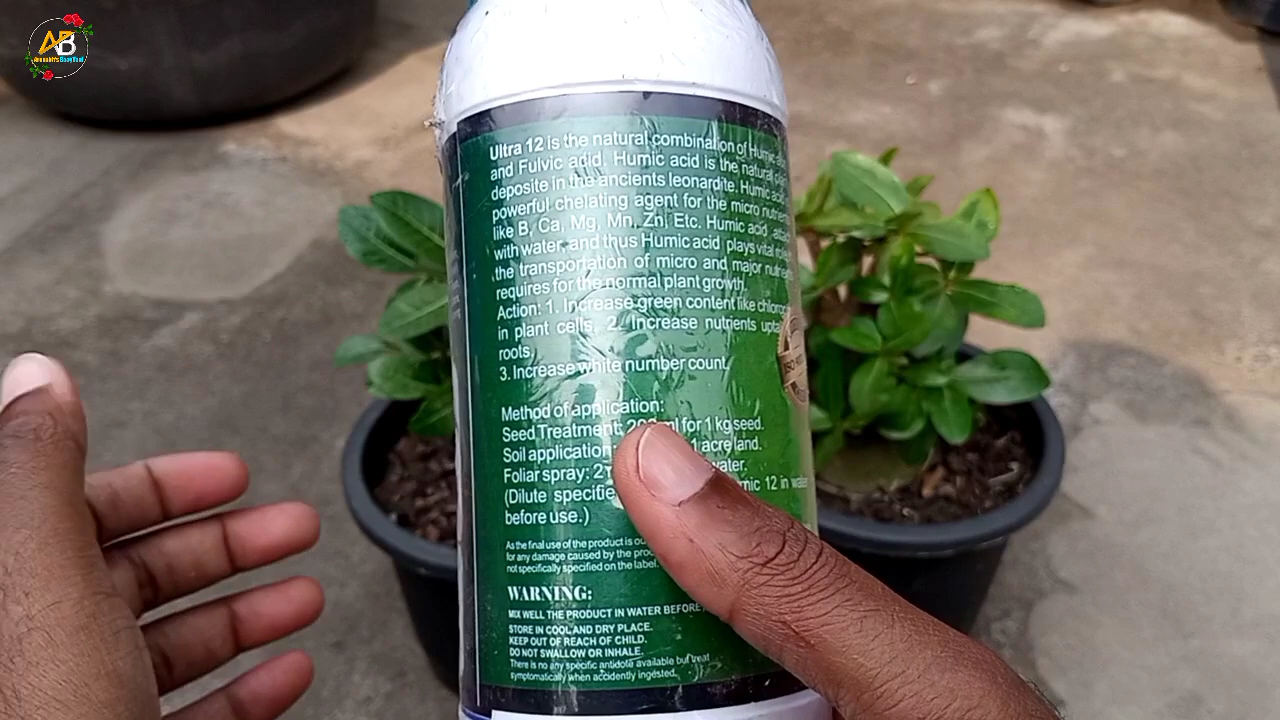 AB
Ultra 12 is the natural combination of Humic
and Fulvic adid. Humic acid is the natural
deposite in the ancients leonardite. Humic acid
powerful chelating agent for the micro
like B, Ca, Mg, Mn, Zn Etc. Humic acid
with water, and thus Humic acid plays vital
the transportation of micro and major
requires for the normal plant growth.
Action: 1. Increase green content like
in plant cells. 2. Increase nutrients
roots.
3. Increase white number count.
Method of application:
Seed Treatment: ml for 1 kg seed.
Soil application 1 acre land.
Foliar spray: water.
(Dilute 12 in water
before use.)
As the final use of the product is
for any damage caused by the
not specifically specified on the label.
WARNING:
MIX WELL THE PRODUCT IN WATER BEFORE
STORE IN COOL AND DRY PLACE.
KEEP OUT OF REACH OF CHILD.
DO NOT SWALLOW OR INHALE.
There is no any specific antidote available but treat
symptomatically when accidently ingested.
ISO